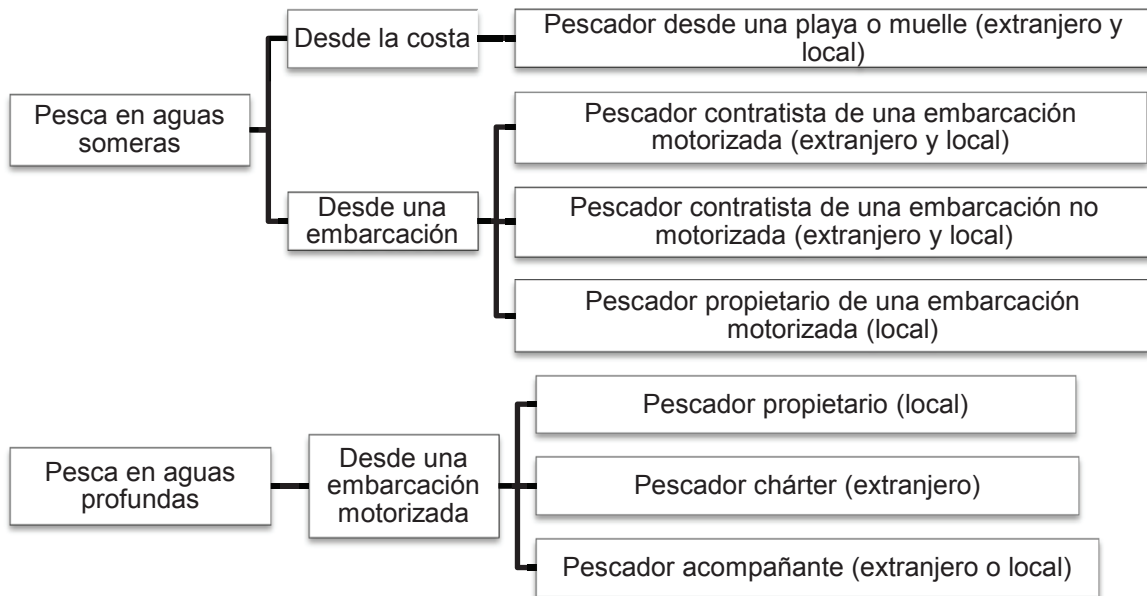 Desde la costa
Pescador desde una playa o muelle (extranjero y
local)
Pesca en aguas
someras
Pescador contratista de una embarcación
motorizada (extranjero y local)
Desde una
embarcación
Pescador contratista de una embarcación no
motorizada (extranjero y local)
Pescador propietario de una embarcación
motorizada (local)
Pesca en aguas
profundas
Desde una
embarcación
motorizada
Pescador propietario (local)
Pescador chárter (extranjero)
Pescador acompañante (extranjero o local)